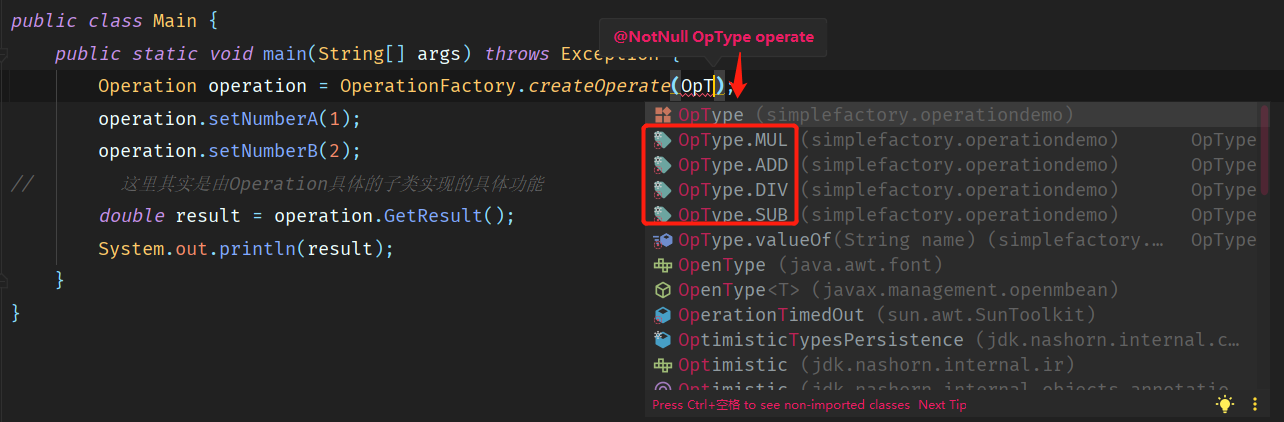 public class Main {
@NotNull OpType operate
public static void main(String[] args) throws Exception {
Operation operation = OperationFactory.createOperate(OpT);
OpType (simplefactory.operationdemo)
operation.setNumberA(1);
OpType.MUL (simplefactory.operationdemo) OpType
operation.setNumberB(2);
OpType.ADD (simplefactory.operationdemo) OpType
// 这里其实是由Operation具体的子类实现的具体功能
OpType.DIV (simplefactory.operationdemo) OpType
double result = operation.GetResult();
OpType.SUB (simplefactory.operationdemo) OpType
System.out.println(result);
OpType.valueOf(String name) (simplefactory.… OpType
OpenType (java.awt.font)
}
OpenType<T> (javax.management.openmbean)
}
OperationTimedOut (sun.awt.SunToolkit)
OptimisticTypesPersistence (jdk.nashorn.internal.c…
Optimistic (jdk.nashorn.internal.ir)
Optimistic (jdk.nashorn.internal.objects.annotatio…
Press Ctrl+空格 to see non-imported classes Next Tip